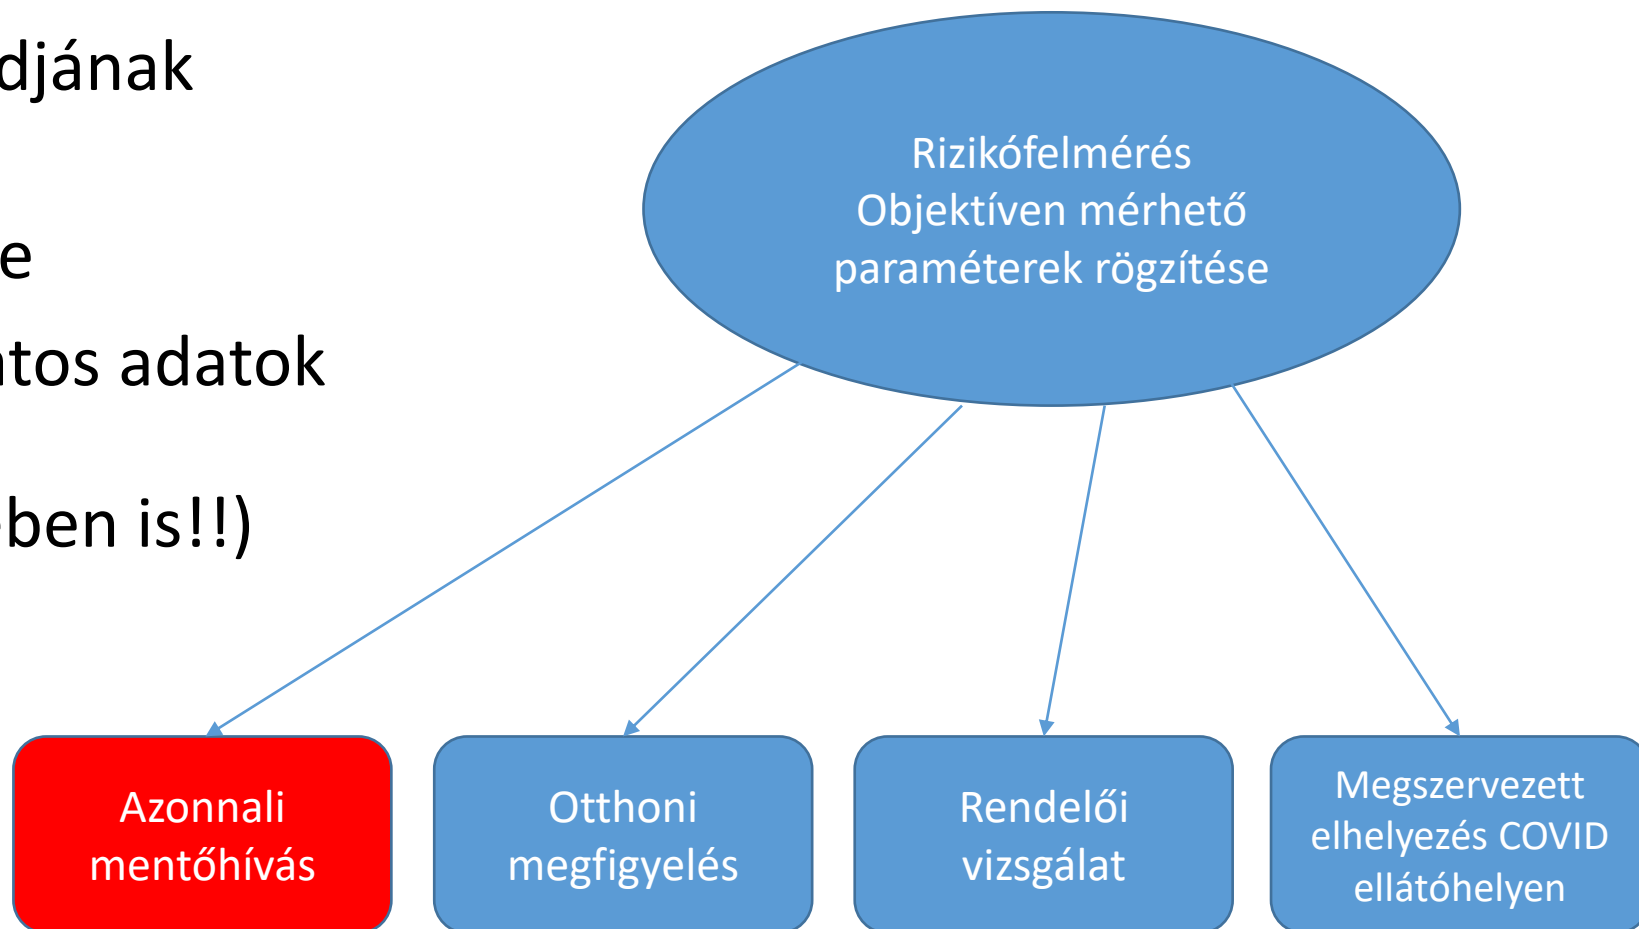 djának
e
atos adatok
ben is!!)
Rizikófelmérés
Objektíven mérhető
paraméterek rögzítése
Azonnali
mentőhívás
Otthoni
megfigyelés
Rendelői
vizsgálat
Megszervezett
elhelyezés COVID
ellátóhelyen